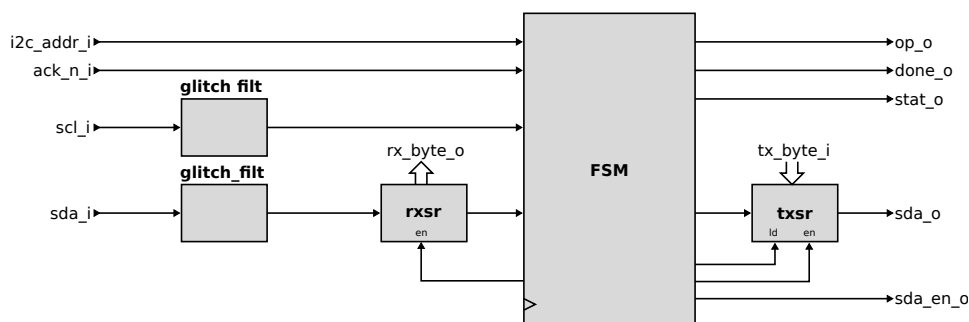 i2c_addr_i
op_o
ack_n_i
done_o
glitch filt
stat_o
scl_i
rx_byte_o
tx_byte_i
glitch_filt
FSM
sda_i
rxsr
en
txsr
ld en
sda_o
sda_en_o